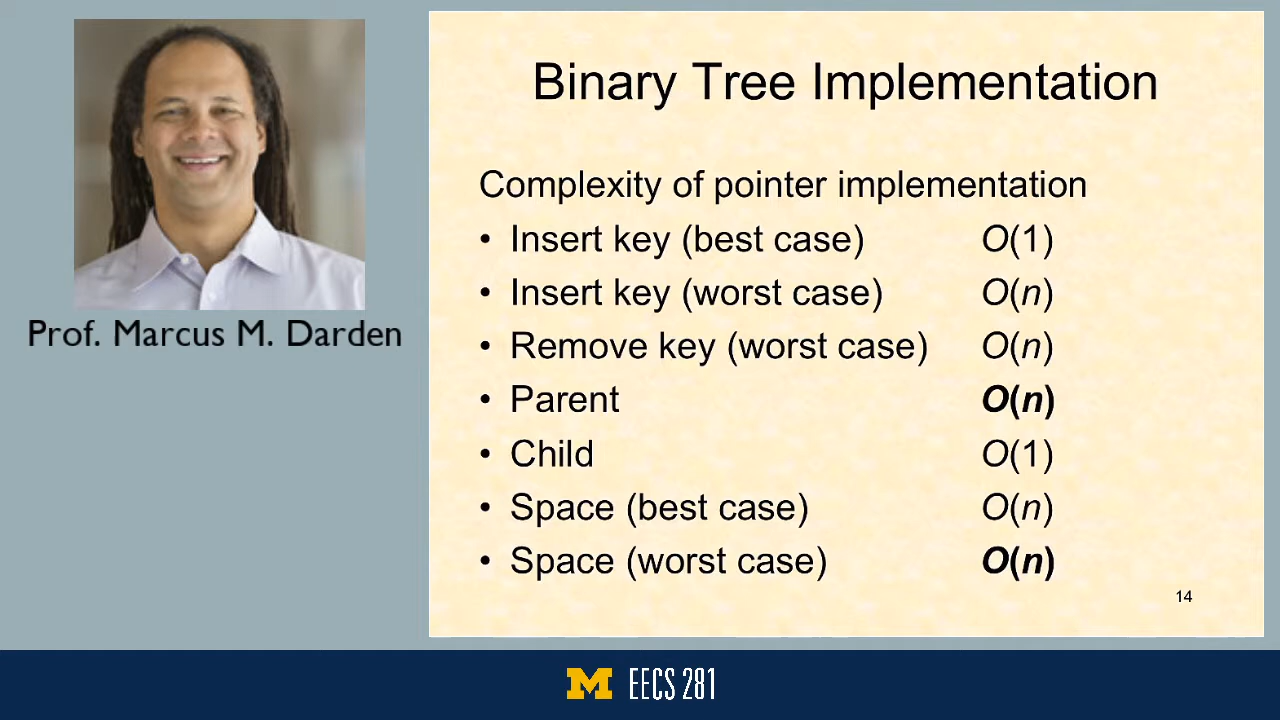 Binary Tree Implementation
Prof. Marcus M. Darden
Complexity of pointer implementation
• Insert key (best case) O(1)
• Insert key (worst case) O(n)
• Remove key (worst case) O(n)
• Parent O(n)
• Child O(1)
• Space (best case) O(n)
• Space (worst case) O(n)
14
M EECS 281